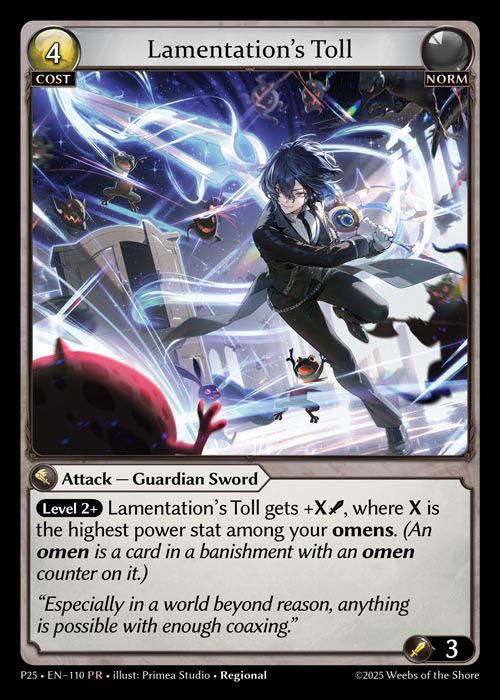 4
Lamentation's Toll
COST
NORM
Attack — Guardian Sword
Level 2+ Lamentation's Toll gets +X, where X is
the highest power stat among your omens. (An
omen is a card in a banishment with an omen
counter on it.)
“Especially in a world beyond reason, anything
is possible with enough coaxing.”
3
P25 • EN-110 PR • illust: Primea Studio • Regional
©2025 Weebs of the Shore